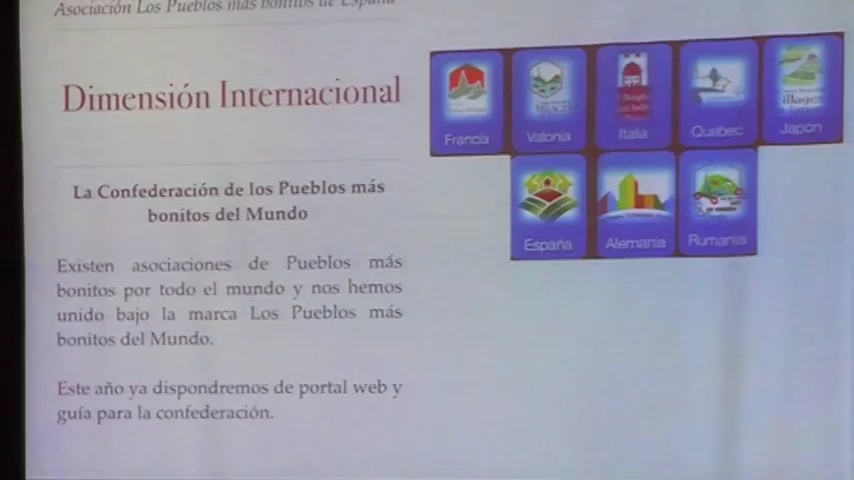 Asociación Los Pueblos más bonitos de España
Dimensión Internacional
La Confederación de los Pueblos más
bonitos del Mundo
Existen asociaciones de Pueblos más
bonitos por todo el mundo y nos hemos
unido bajo la marca Los Pueblos más
bonitos del Mundo.
Este año ya dispondremos de portal web y
guía para la confederación.
Francia
Valonia
Italia
Quebec
Japón
España
Alemania
Rumanía